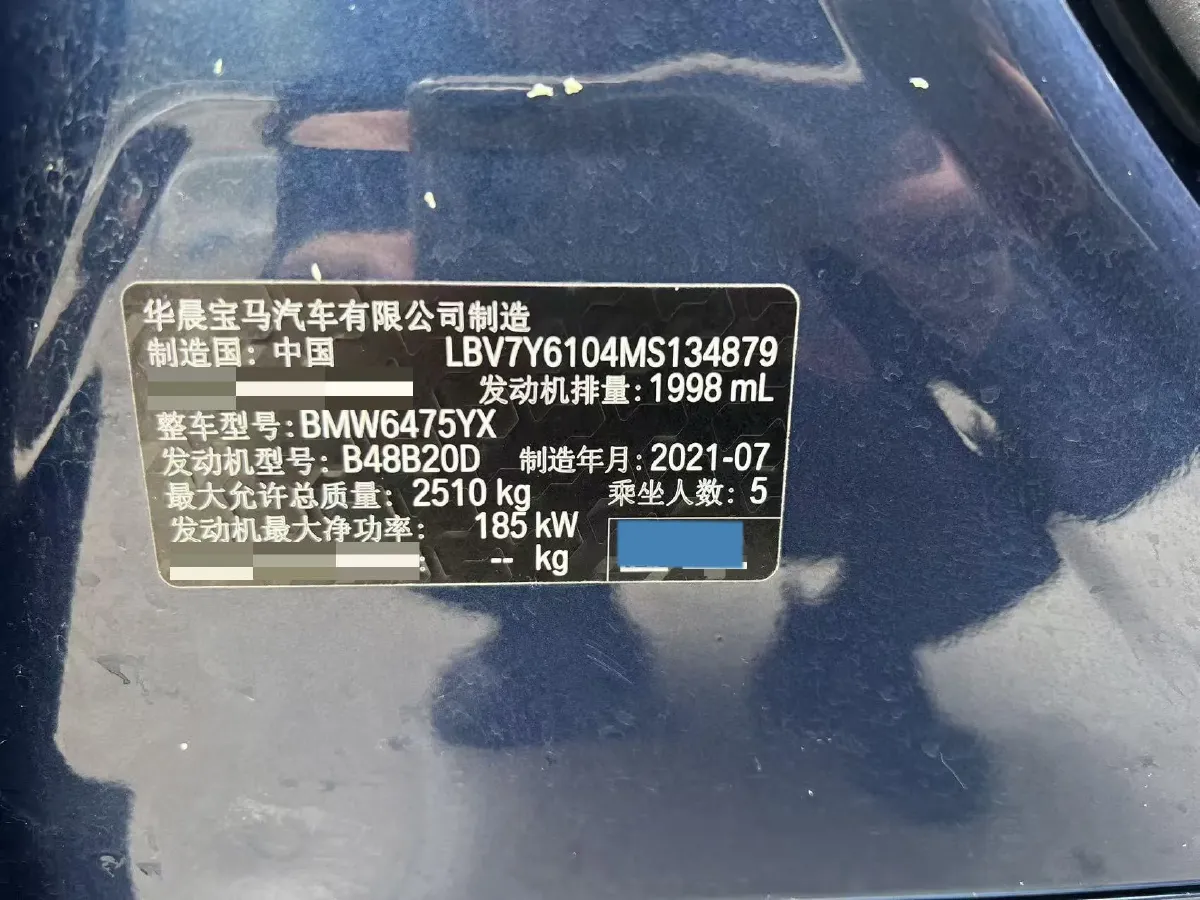 华晨宝马汽车有限公司制造
制造国：中国 LBV7Y6104MS134879
发动机排量：1998 mL
整车型号：BMW6475YX
发动机型号：B48B20D 制造年月：2021-07
最大允许总质量：2510 kg 乘坐人数：5
发动机最大净功率： 185 kW
： -- kg